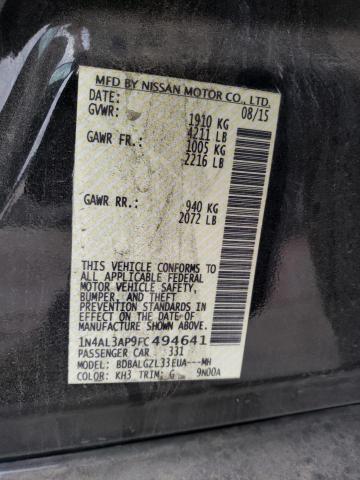 MFD BY NISSAN MOTOR CO., LTD.
DATE: 08/15
GVWR: 1910 KG
4211 LB
GAWR FR.: 1005 KG
2216 LB
GAWR RR.: 940 KG
2072 LB
THIS VEHICLE CONFORMS TO
ALL APPLICABLE FEDERAL
MOTOR VEHICLE SAFETY,
BUMPER, AND THEFT
PREVENTION STANDARDS IN
EFFECT ON THE DATE OF
MANUFACTURE SHOWN ABOVE.
1N4AL3AP9FC494641
PASSENGER CAR 331
MODEL: BDBALGZL33EUA---MH
COLOR: KH3 TRIM: G 9N00A